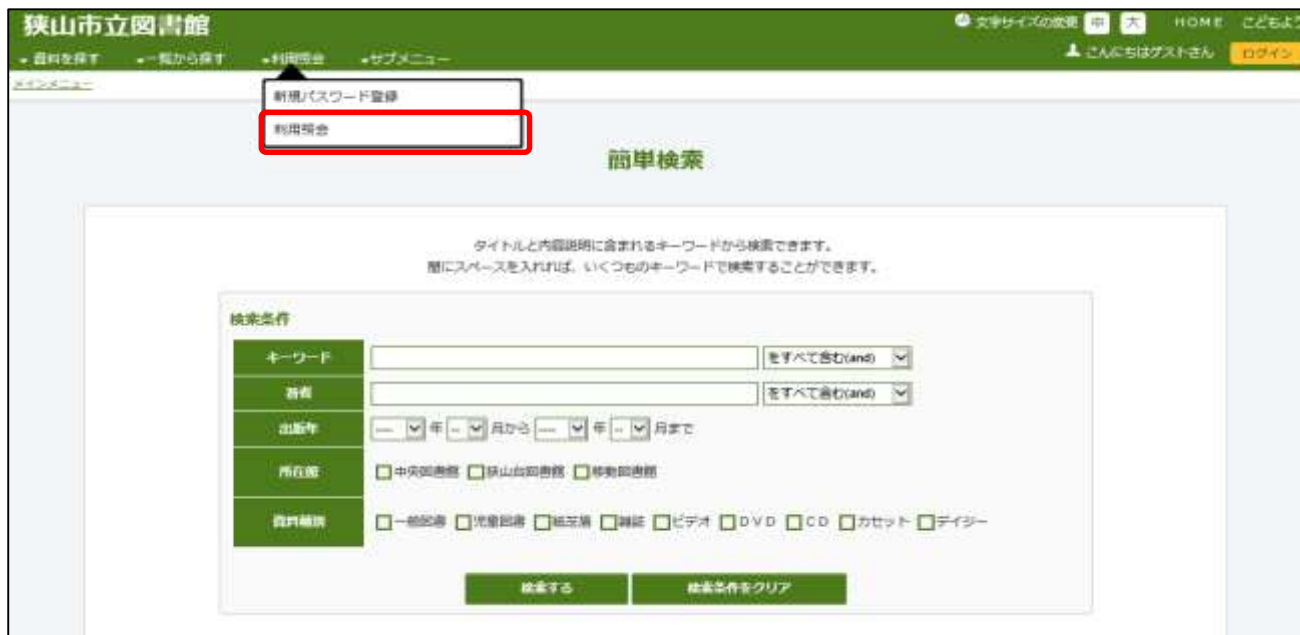 狭山市立図書館
文字サイズの変更 中 大 HOME こどもよう
・資料を探す ・一覧から探す ・利用照会 ・サブメニュー
こんにちはゲストさん ログイン
メインメニュー
新規パスワード登録
利用照会
簡単検索
タイトルと内容説明に含まれるキーワードから検索できます。
間にスペースを入れれば、いくつものキーワードで検索することができます。
検索条件
キーワード をすべて含む(and)
著者 をすべて含む(and)
出版年 ---- 年 -- 月から ---- 年 -- 月まで
所在館 中央図書館 狭山台図書館 移動図書館
資料種別 一般図書 児童図書 紙芝居 雑誌 ビデオ DVD CD カセット デイジー
検索する 検索条件をクリア